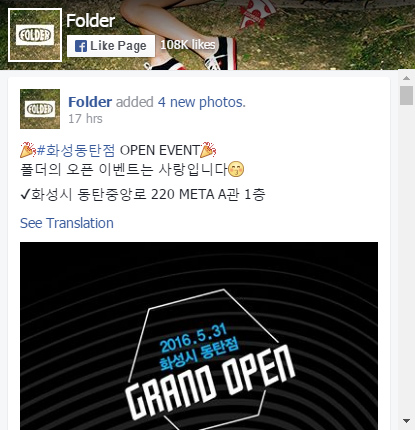 FOLDER
Folder
Like Page
108K likes
FOLDER
Folder added 4 new photos.
17 hrs
🎉#화성동탄점 OPEN EVENT🎉
폴더의 오픈 이벤트는 사랑입니다😚
✔화성시 동탄중앙로 220 META A관 1층
See Translation
2016.5.31
화성시 동탄점
GRAND OPEN